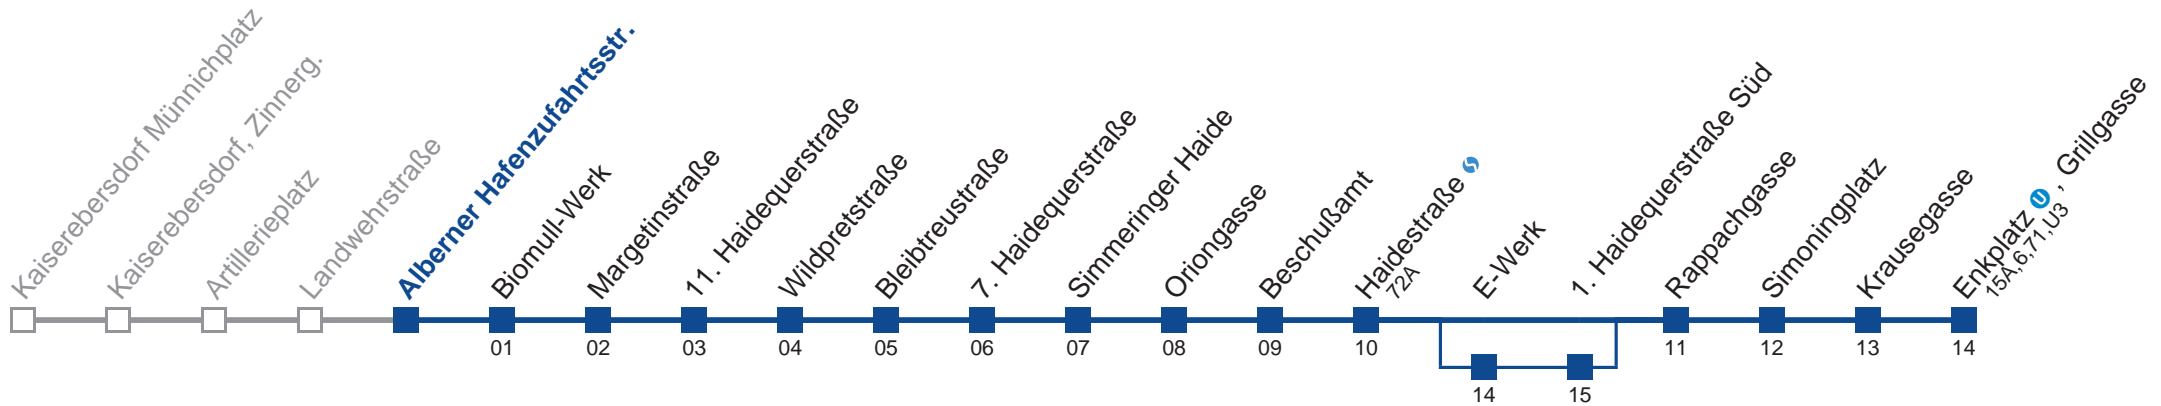 Kaiserebersdorf Münnichplatz
Kaiserebersdorf, Zinnerg.
Artillerieplatz
Landwehrstraße
Alberner Hafenzufahrtsstr.
Biomull-Werk
Margetinstraße
11. Haidequerstraße
Wildpretstraße
Bleibtreustraße
7. Haidequerstraße
Simmeringer Haide
Oriongasse
Beschußamt
Haidestraße S
72A
E-Werk
1. Haidequerstraße Süd
Rappachgasse
Simoningplatz
Krausegasse
Enkplatz U , Grillgasse
15A,6,71,U3
01 02 03 04 05 06 07 08 09 10 11 12 13 14
14 15